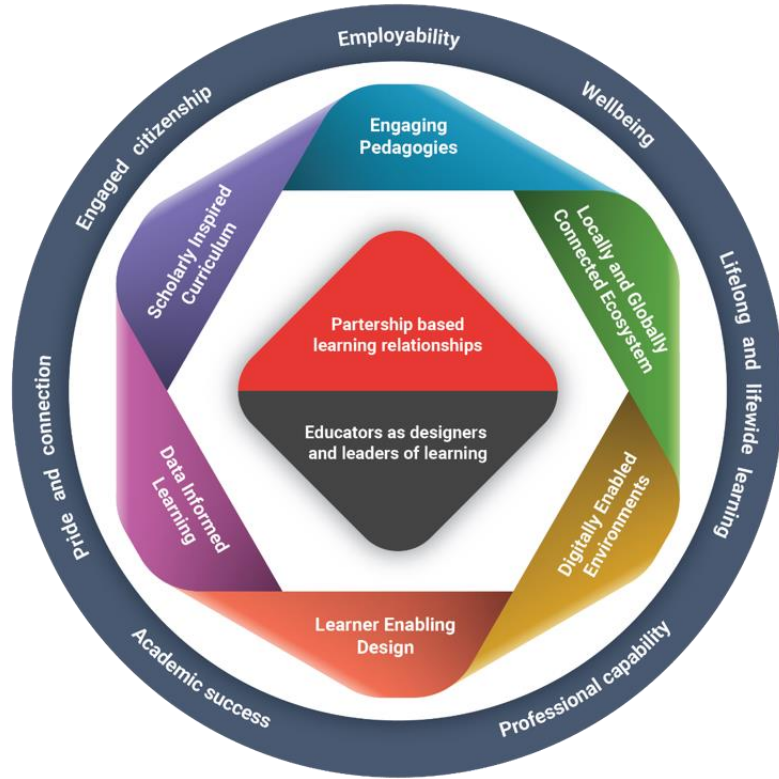 Employability
Wellbeing
Lifelong and lifewide learning
Professional capability
Academic success
Pride and connection
Engaged citizenship
Engaging
Pedagogies
Locally and Globally
Connected Ecosystem
Digitally Enabled
Environments
Learner Enabling
Design
Data Informed
Learning
Scholarly Inspired
Curriculum
Partership based
learning relationships
Educators as designers
and leaders of learning